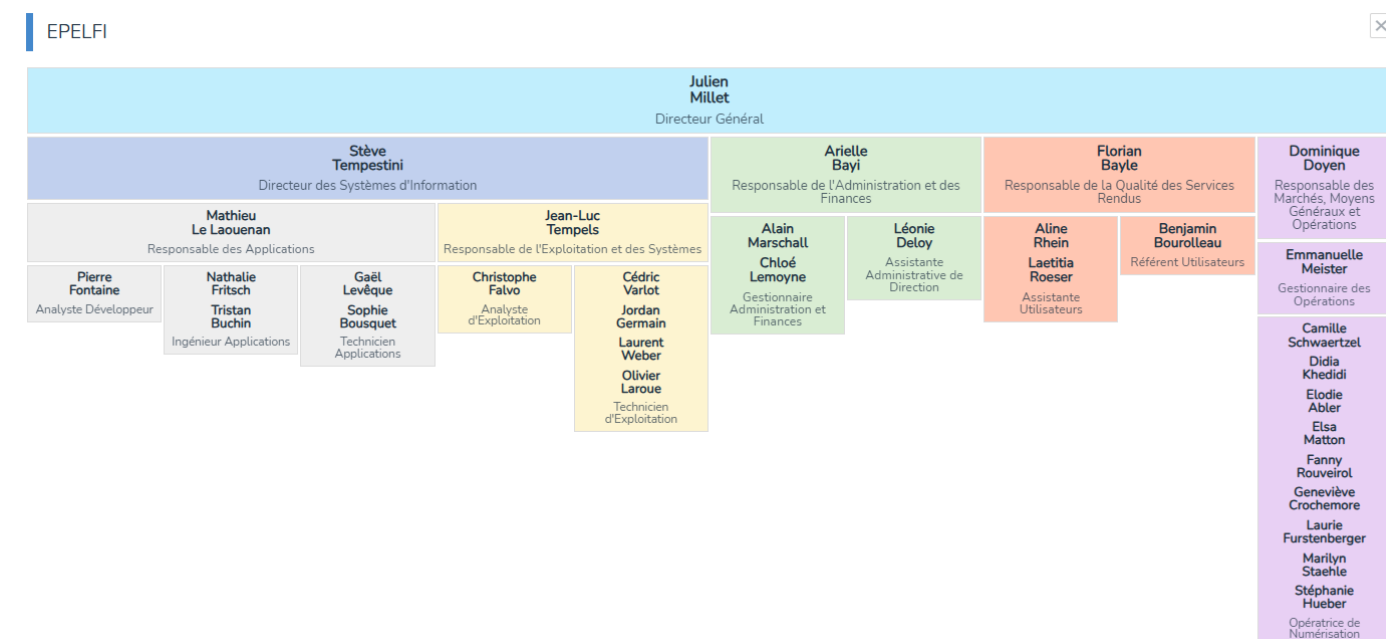 EPELFI
Julien
Millet
Directeur Général
Stève
Tempestini
Directeur des Systèmes d'Information
Arielle
Bayi
Responsable de l'Administration et des
Finances
Florian
Bayle
Responsable de la Qualité des Services
Rendus
Dominique
Doyen
Responsable des
Marchés, Moyens
Généraux et
Opérations
Mathieu
Le Laouenan
Responsable des Applications
Jean-Luc
Tempels
Responsable de l'Exploitation et des Systèmes
Alain
Marschall
Chloé
Lemoyne
Gestionnaire
Administration et
Finances
Léonie
Deloy
Assistante
Administrative de
Direction
Aline
Rhein
Laetitia
Roeser
Assistante
Utilisateurs
Benjamin
Bourolleau
Référent Utilisateurs
Emmanuelle
Meister
Gestionnaire des
Opérations
Pierre
Fontaine
Analyste Développeur
Nathalie
Fritsch
Tristan
Buchin
Ingénieur Applications
Gaël
Levêque
Sophie
Bousquet
Technicien
Applications
Christophe
Falvo
Analyste
d'Exploitation
Cédric
Varlot
Jordan
Germain
Laurent
Weber
Olivier
Laroue
Technicien
d'Exploitation
Camille
Schwaertzel
Didia
Khedidi
Elodie
Abler
Elsa
Matton
Fanny
Rouveirol
Geneviève
Crochemore
Laurie
Furstenberger
Marilyn
Staehle
Stéphanie
Hueber
Opératrice de
Numérisation